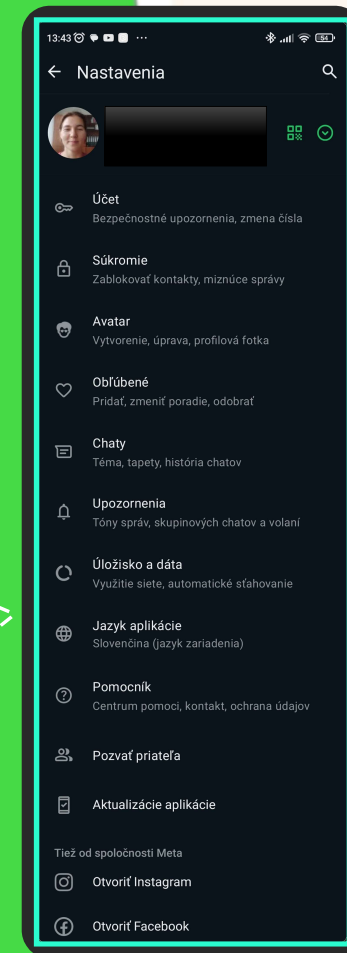 13:43
54
Nastavenia
Účet
Bezpečnostné upozornenia, zmena čísla
Súkromie
Zablokovať kontakty, miznúce správy
Avatar
Vytvorenie, úprava, profilová fotka
Obľúbené
Pridať, zmeniť poradie, odobrať
Chaty
Téma, tapety, história chatov
Upozornenia
Tóny správ, skupinových chatov a volaní
Úložisko a dáta
Využitie siete, automatické sťahovanie
Jazyk aplikácie
Slovenčina (jazyk zariadenia)
Pomocník
Centrum pomoci, kontakt, ochrana údajov
Pozvať priateľa
Aktualizácie aplikácie
Tiež od spoločnosti Meta
Otvoriť Instagram
Otvoriť Facebook